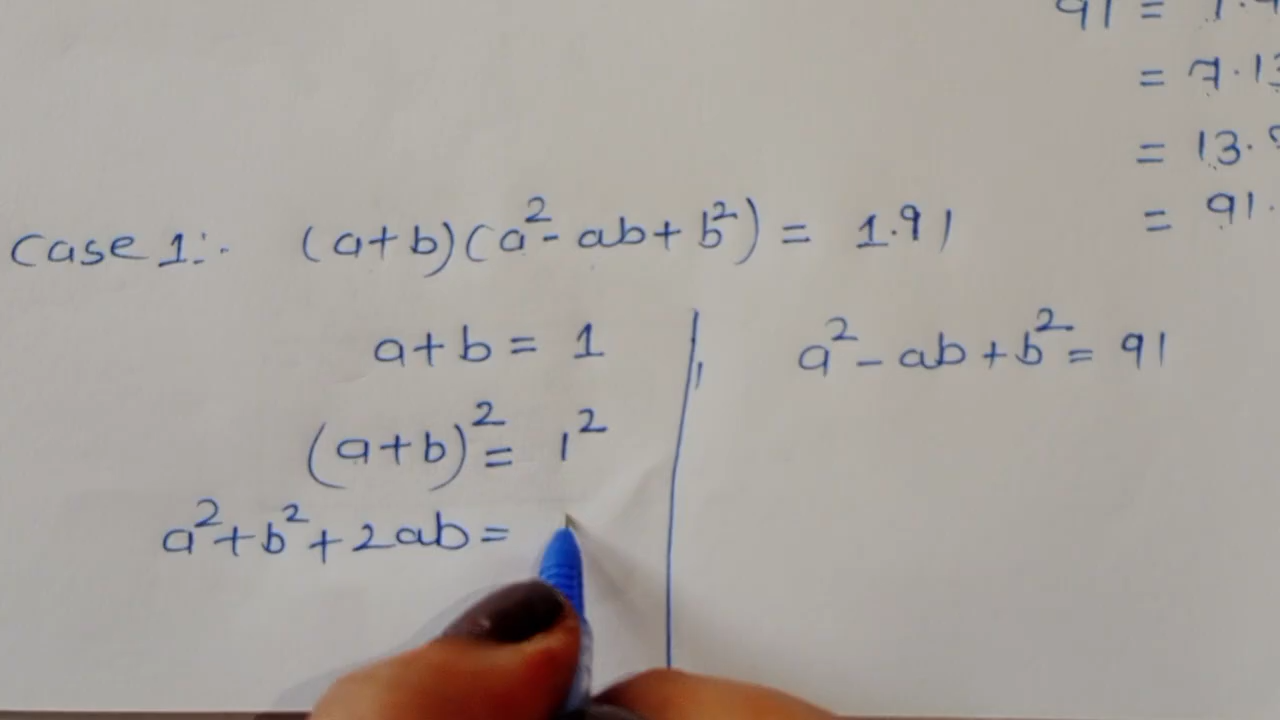 91 =
= 7.13
= 13.
= 91.
Case 1:- (a+b)(a²-ab+b²) = 1.91
a+b = 1 , a²-ab+b² = 91
(a+b)² = 1²
a²+b²+2ab =